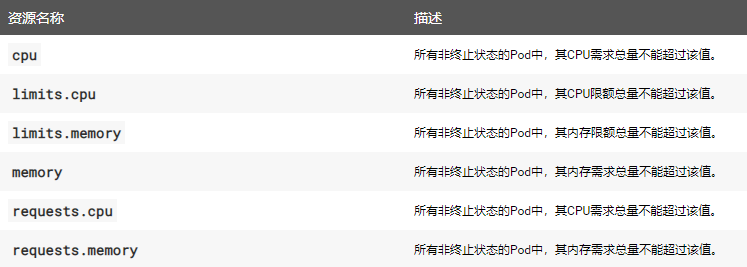 资源名称 描述
cpu 所有非终止状态的Pod中，其CPU需求总量不能超过该值。
limits.cpu 所有非终止状态的Pod中，其CPU限额总量不能超过该值。
limits.memory 所有非终止状态的Pod中，其内存限额总量不能超过该值。
memory 所有非终止状态的Pod中，其内存需求总量不能超过该值。
requests.cpu 所有非终止状态的Pod中，其CPU需求总量不能超过该值。
requests.memory 所有非终止状态的Pod中，其内存需求总量不能超过该值。